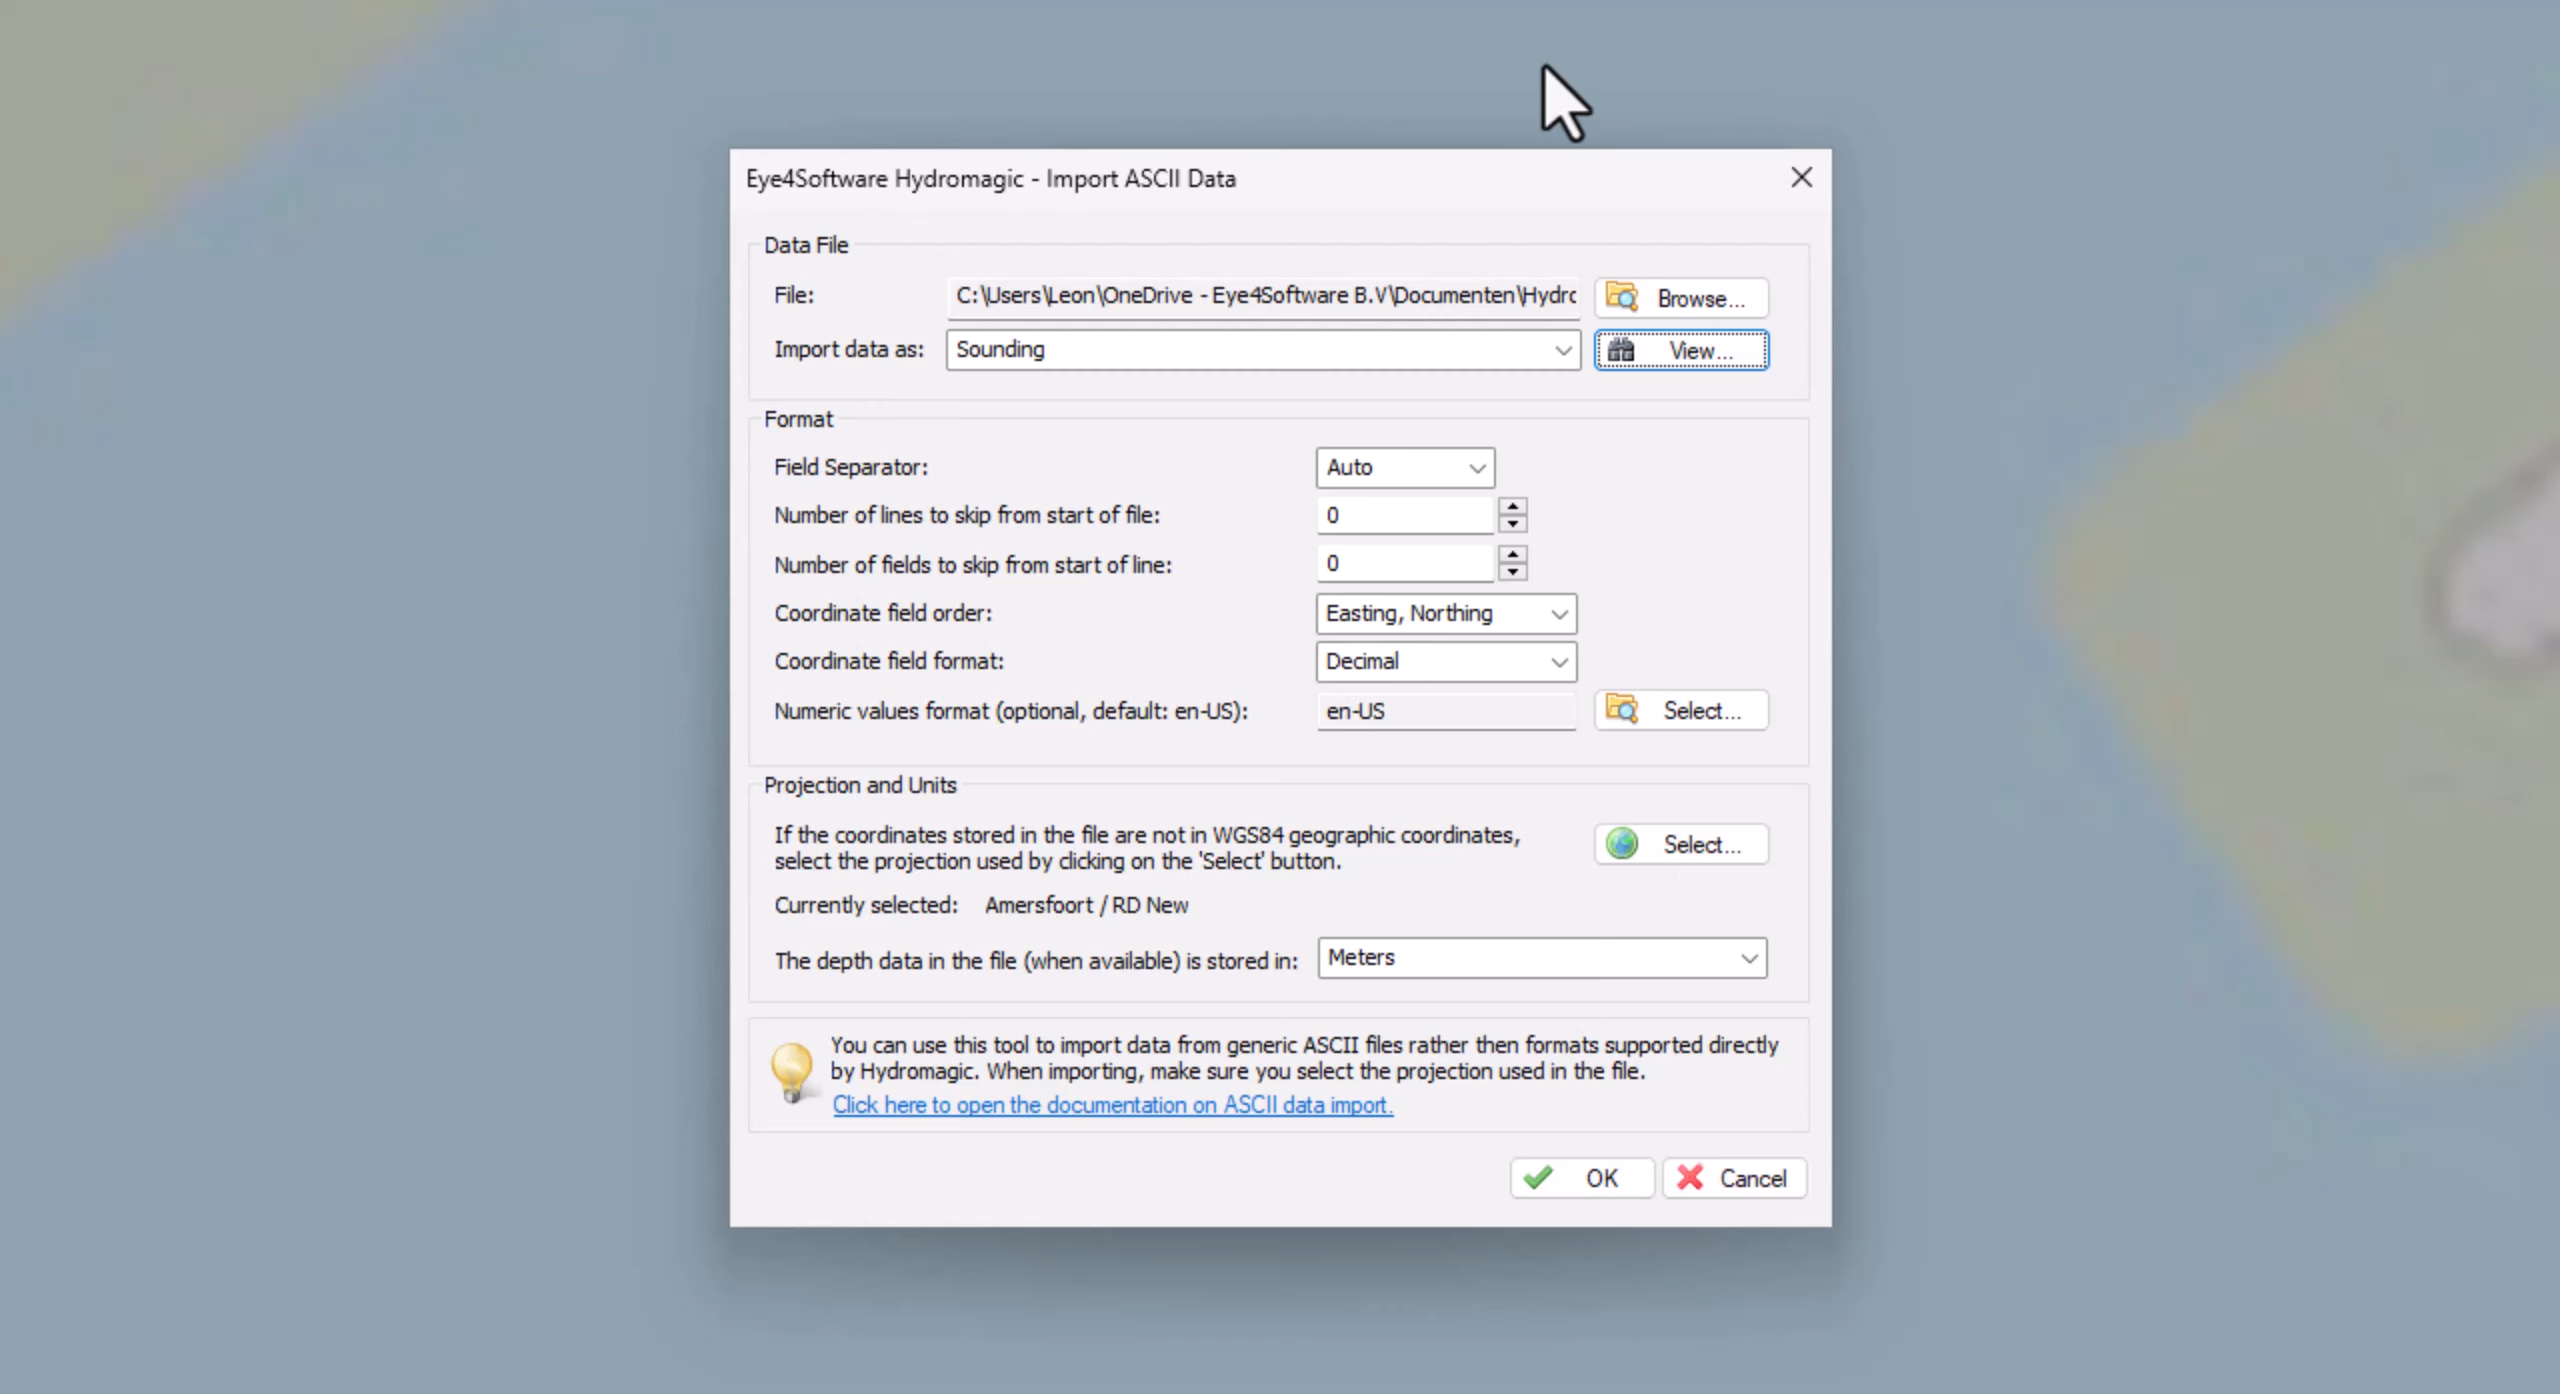 Eye4Software Hydromagic - Import ASCII Data
Data File
File: C:\Users\Leon\OneDrive - Eye4Software B.V\Documenten\Hydro Browse...
Import data as: Sounding View...
Format
Field Separator: Auto
Number of lines to skip from start of file: 0
Number of fields to skip from start of line: 0
Coordinate field order: Easting, Northing
Coordinate field format: Decimal
Numeric values format (optional, default: en-US): en-US Select...
Projection and Units
If the coordinates stored in the file are not in WGS84 geographic coordinates,
select the projection used by clicking on the 'Select' button.
Select...
Currently selected: Amersfoort / RD New
The depth data in the file (when available) is stored in: Meters
You can use this tool to import data from generic ASCII files rather then formats supported directly
by Hydromagic. When importing, make sure you select the projection used in the file.
Click here to open the documentation on ASCII data import.
OK Cancel